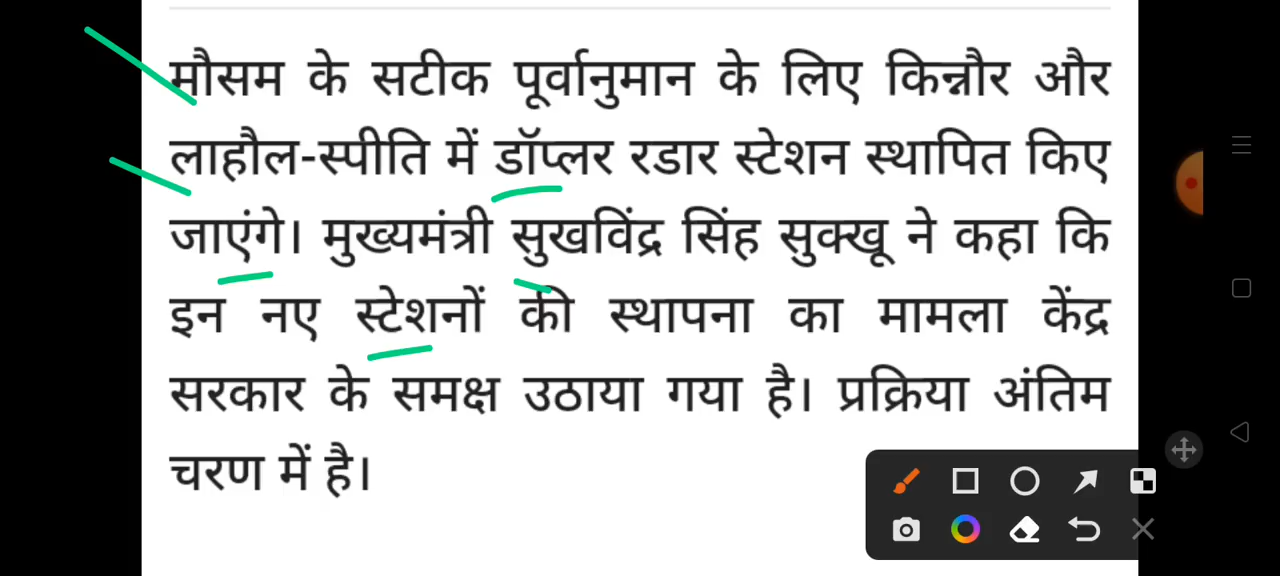 मौसम के सटीक पूर्वानुमान के लिए किन्नौर और
लाहौल-स्पीति में डॉप्लर रडार स्टेशन स्थापित किए
जाएंगे। मुख्यमंत्री सुखविंद्र सिंह सुक्खू ने कहा कि
इन नए स्टेशनों की स्थापना का मामला केंद्र
सरकार के समक्ष उठाया गया है। प्रक्रिया अंतिम
चरण में है।